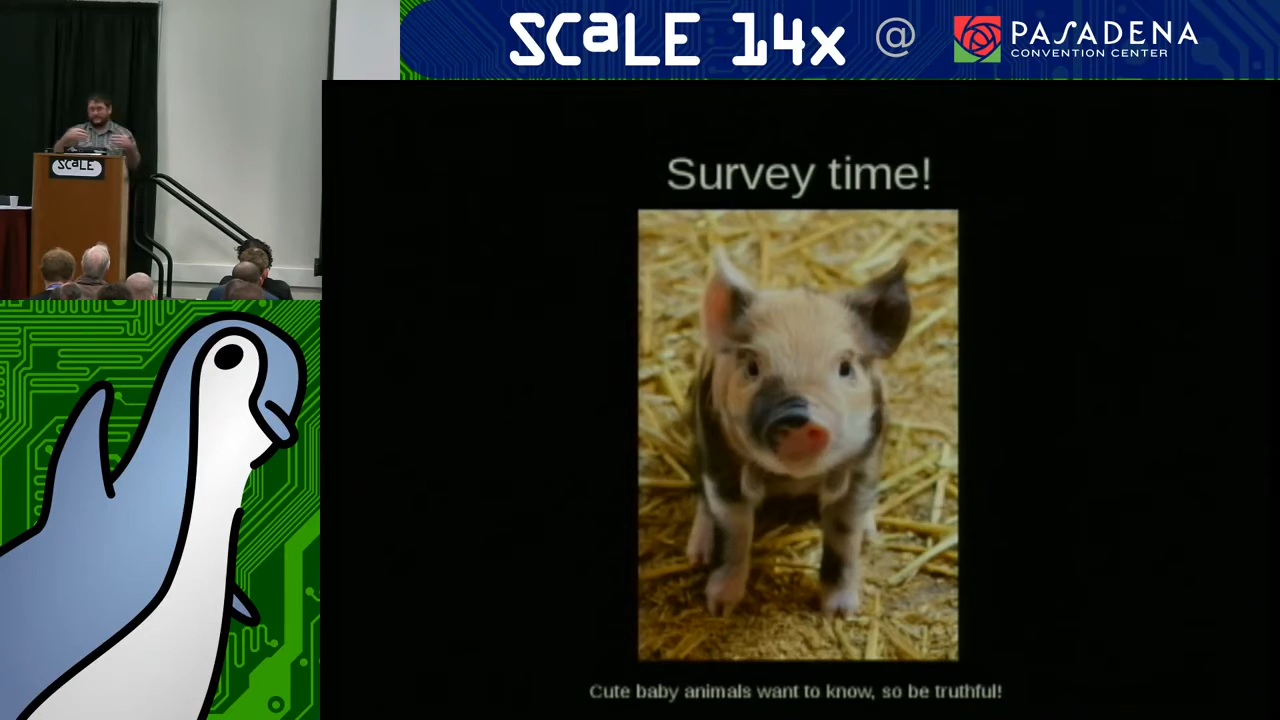 SCaLE 14x @ PASADENA
CONVENTION CENTER
SCaLE
Survey time!
Cute baby animals want to know, so be truthful!